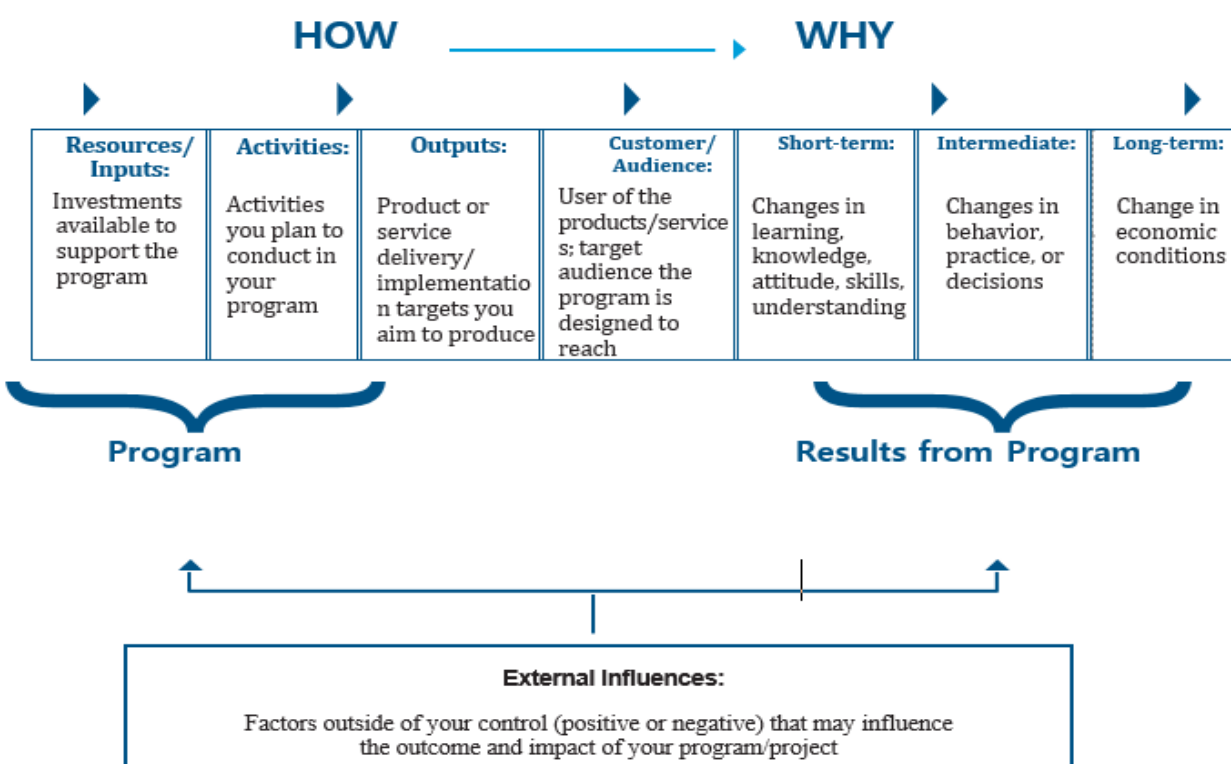 HOW
WHY
Resources/
Inputs:
Investments
available to
support the
program
Activities:
Activities
you plan to
conduct in
your
program
Outputs:
Product or
service
delivery/
implementatio
n targets you
aim to produce
Customer/
Audience:
User of the
products/service
s; target
audience the
program is
designed to
reach
Short-term:
Changes in
learning,
knowledge,
attitude, skills,
understanding
Intermediate:
Changes in
behavior,
practice, or
decisions
Long-term:
Change in
economic
conditions
Program
Results from Program
External Influences:
Factors outside of your control (positive or negative) that may influence
the outcome and impact of your program/project